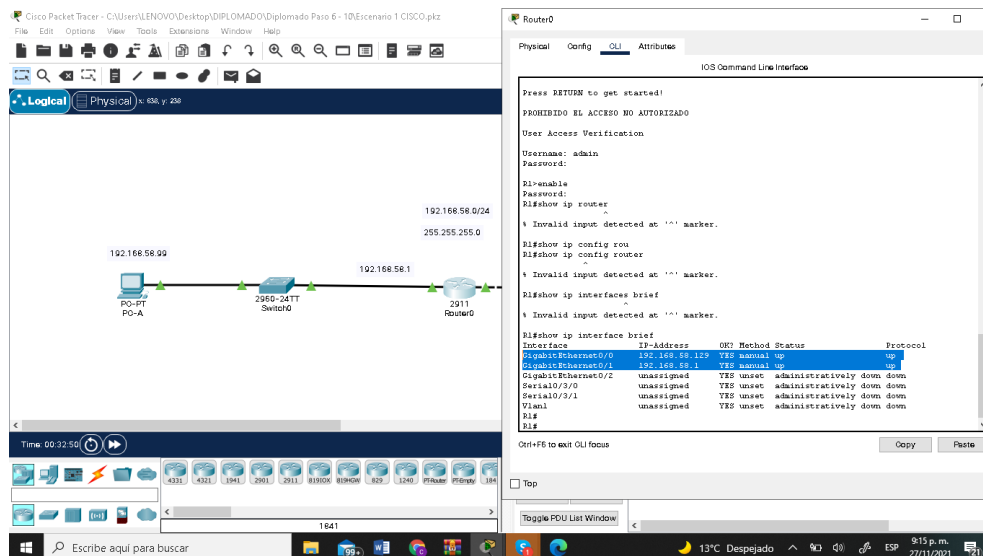 Cisco Packet Tracer - C:\Users\LENOVO\Desktop\DIPLOMADO\Diplomado Paso 6 - 10\Escenario 1 CISCO.pkz
File Edit Options View Tools Extensions Window Help
Logical Physical x: 838, y: 238
192.168.58.0/24
255.255.255.0
192.168.58.99
192.168.58.1
PC-PT
PC-A
2960-24TT
Switch0
2911
Router0
Time: 00:32:50
4331 4321 1941 2901 2911 819IOX 819HGW 829 1240 PT-Router PT-Empty 184
1841
Router0
Physical Config CLI Attributes
IOS Command Line Interface
Press RETURN to get started!
PROHIBIDO EL ACCESO NO AUTORIZADO
User Access Verification
Username: admin
Password:
R1>enable
Password:
R1#show ip router
^
% Invalid input detected at '^' marker.
R1#show ip config rou
R1#show ip config router
^
% Invalid input detected at '^' marker.
R1#show ip interfaces brief
^
% Invalid input detected at '^' marker.
R1#show ip interface brief
Interface IP-Address OK? Method Status Protocol
GigabitEthernet0/0 192.168.58.129 YES manual up up
GigabitEthernet0/1 192.168.58.1 YES manual up up
GigabitEthernet0/2 unassigned YES unset administratively down down
Serial0/3/0 unassigned YES unset administratively down down
Serial0/3/1 unassigned YES unset administratively down down
Vlan1 unassigned YES unset administratively down down
R1#
R1#
Ctrl+F6 to exit CLI focus
Copy Paste
Top
Toggle PDU List Window
Escribe aquí para buscar
99+
13°C Despejado
ESP
9:15 p. m.
27/11/2021
21